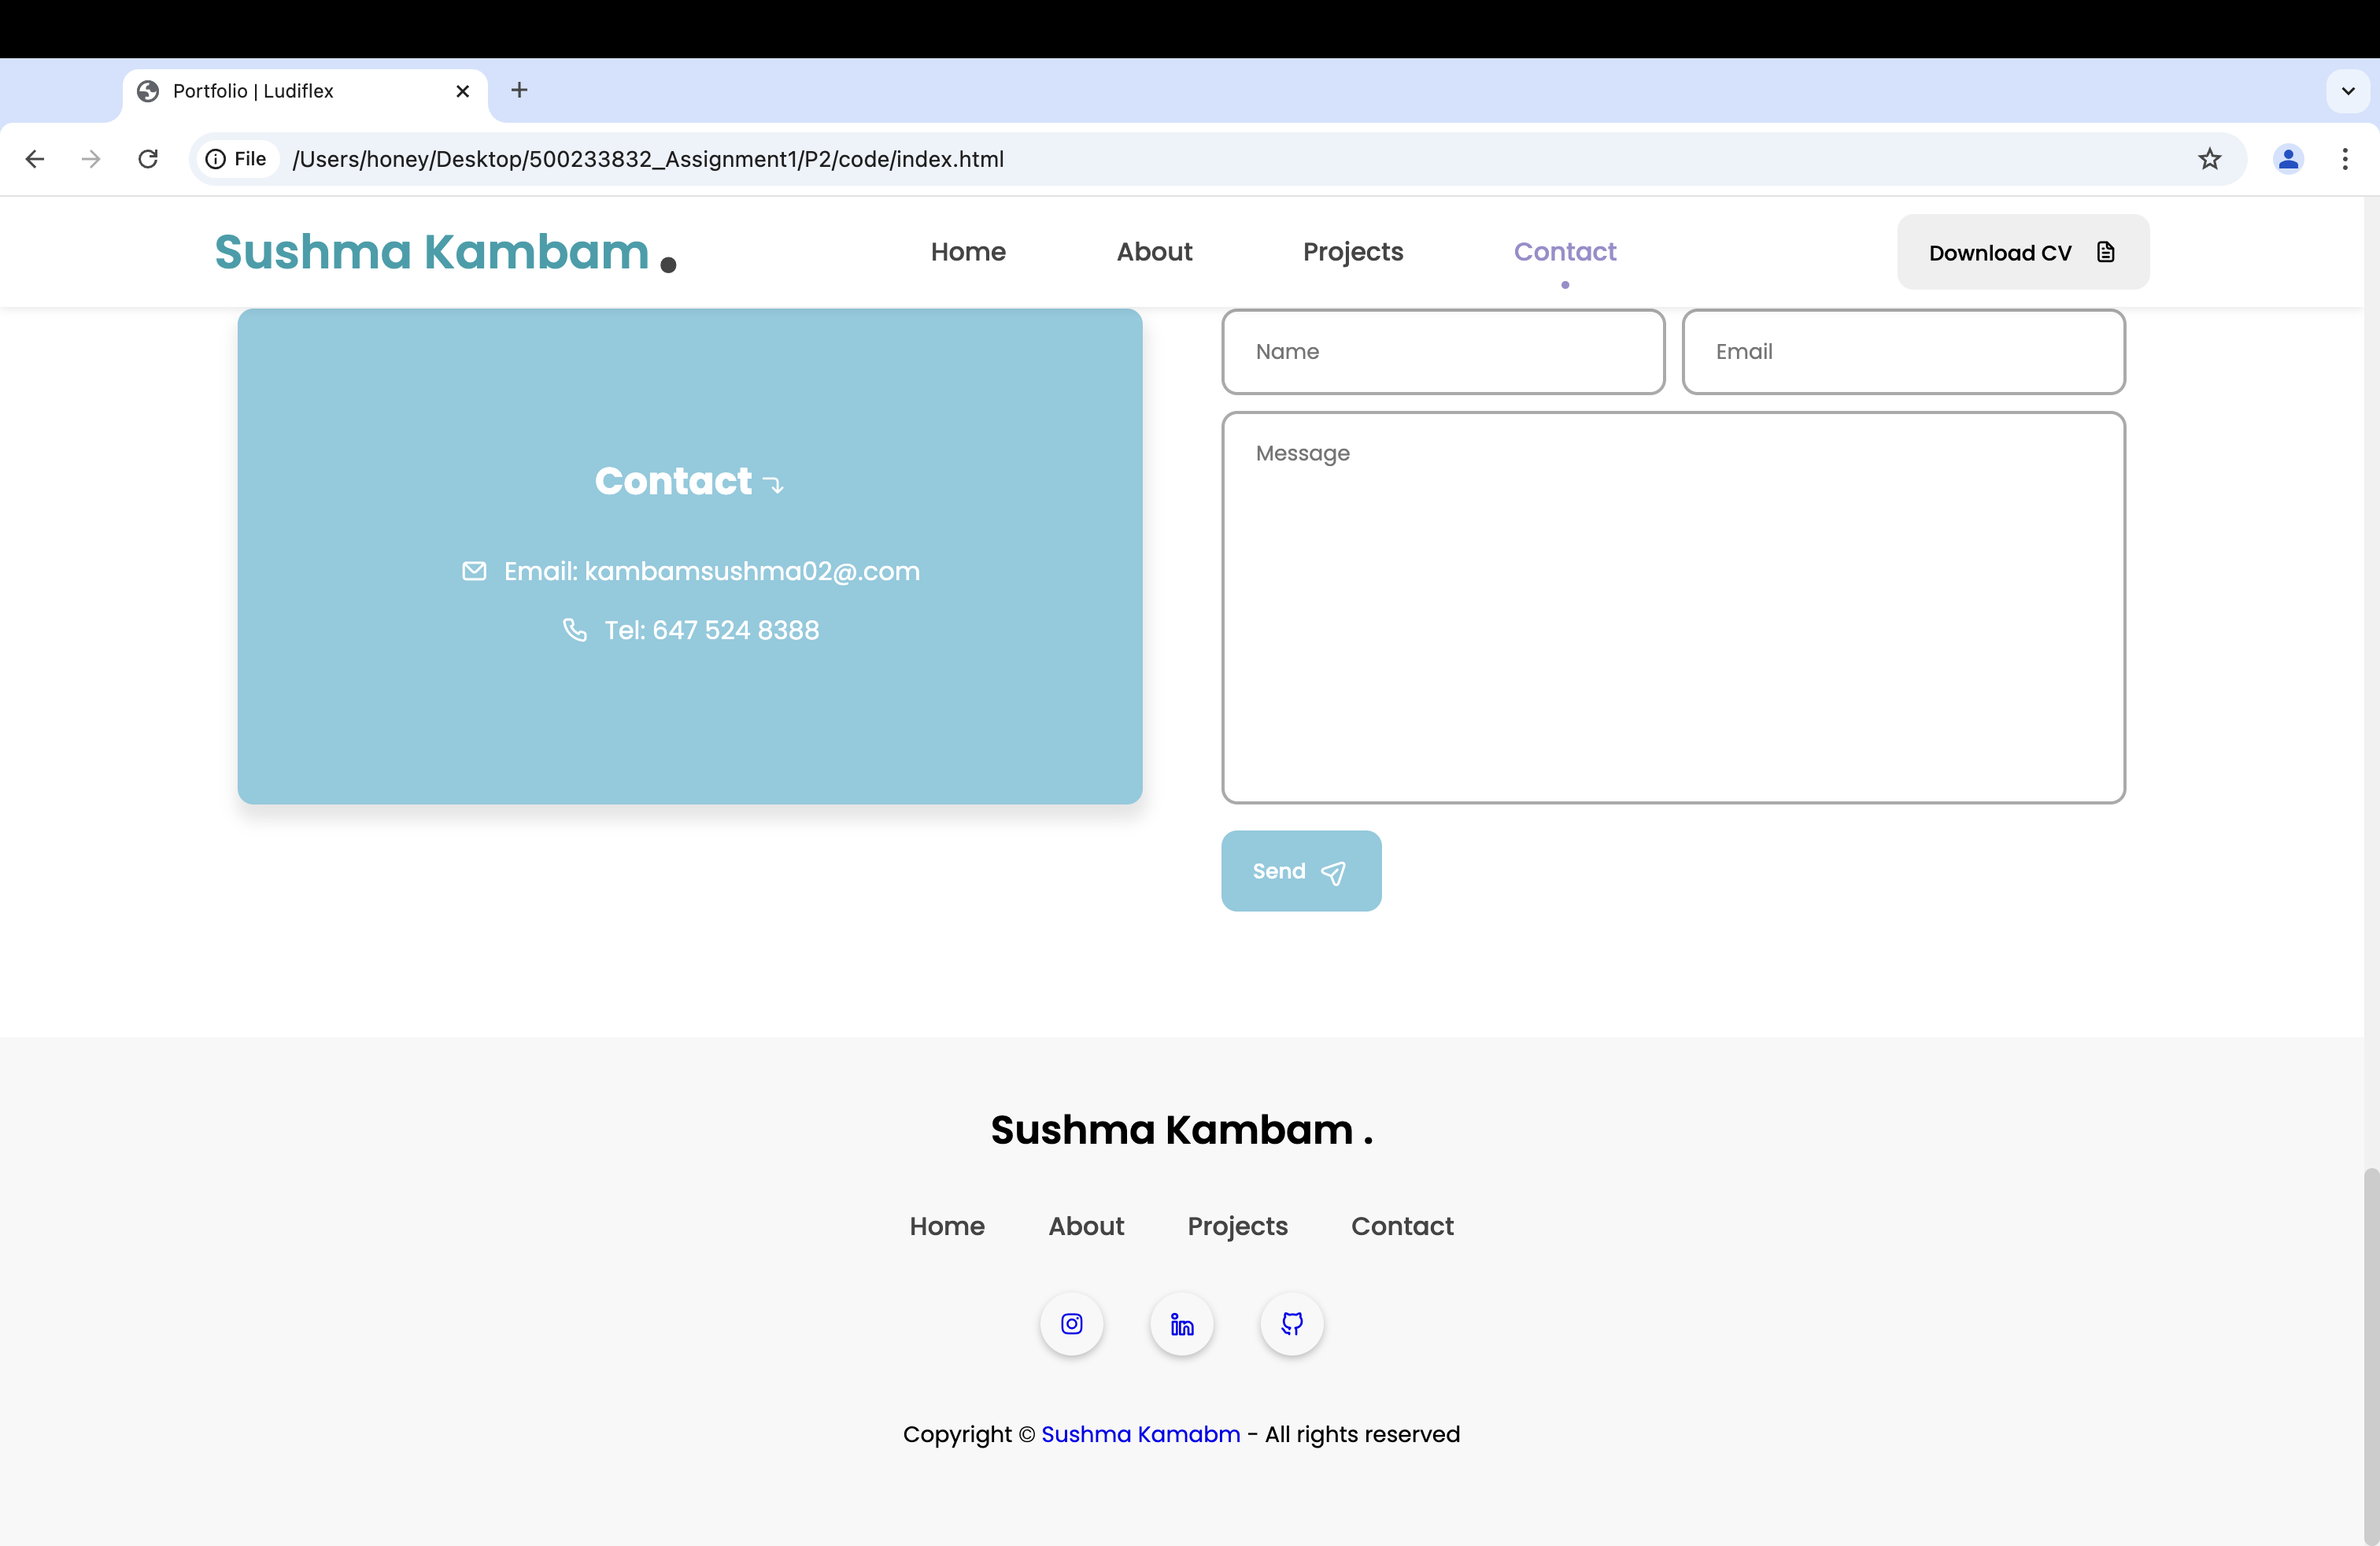 Portfolio | Ludiflex
File /Users/honey/Desktop/500233832_Assignment1/P2/code/index.html
Sushma Kambam . Home About Projects Contact Download CV
Name Email
Message
Contact
Email: kambamsushma02@.com
Tel: 647 524 8388
Send
Sushma Kambam .
Home About Projects Contact
Copyright © Sushma Kamabm - All rights reserved